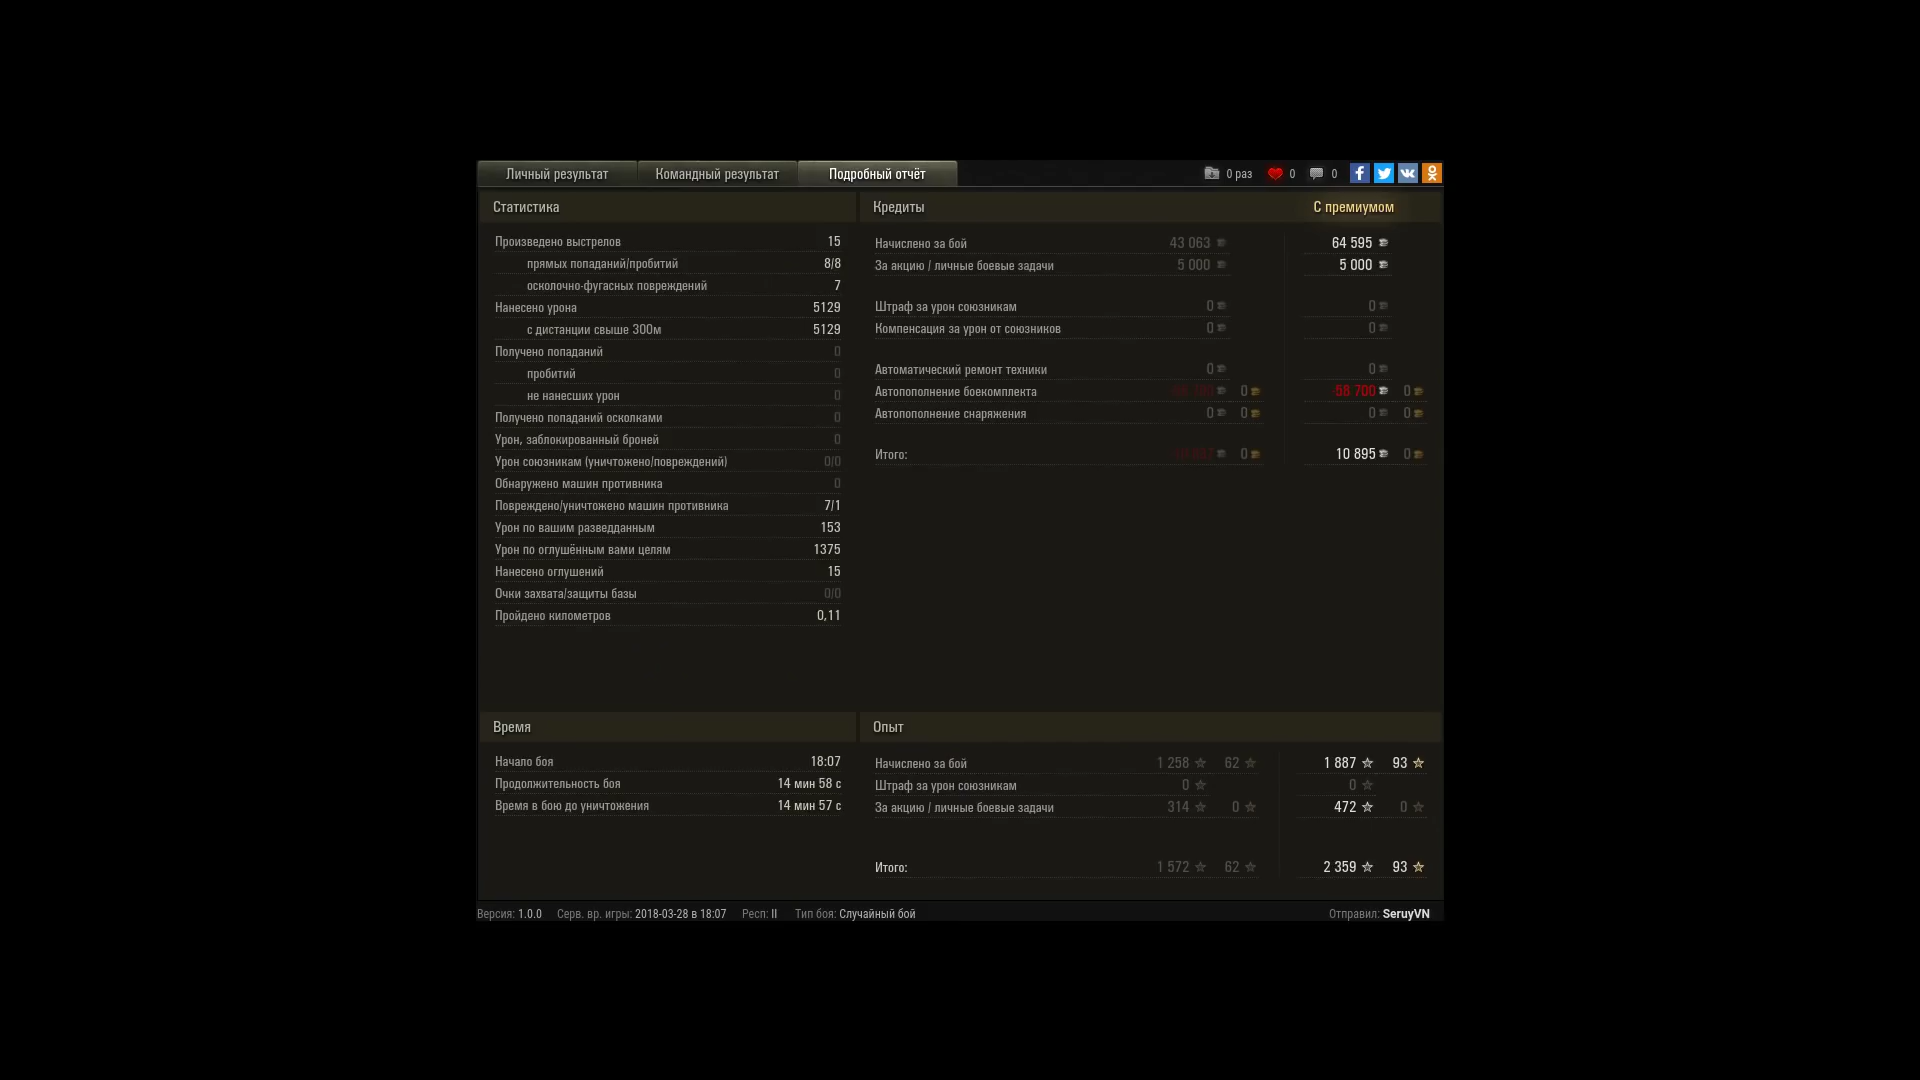 Личный результат Командный результат Подробный отчёт 0 раз 0 0
Статистика
Произведено выстрелов 15
прямых попаданий/пробитий 8/8
осколочно-фугасных повреждений 7
Нанесено урона 5129
с дистанции свыше 300м 5129
Получено попаданий 0
пробитий 0
не нанесших урон 0
Получено попаданий осколками 0
Урон, заблокированный броней 0
Урон союзникам (уничтожено/повреждений) 0/0
Обнаружено машин противника 0
Повреждено/уничтожено машин противника 7/1
Урон по вашим разведданным 153
Урон по оглушённым вами целям 1375
Нанесено оглушений 15
Очки захвата/защиты базы 0/0
Пройдено километров 0,11
Кредиты С премиумом
Начислено за бой 43 063 64 595
За акцию / личные боевые задачи 5 000 5 000
Штраф за урон союзникам 0 0
Компенсация за урон от союзников 0 0
Автоматический ремонт техники 0 0
Автопополнение боекомплекта 0 -58 700 0
Автопополнение снаряжения 0 0 0 0
Итого: 0 10 895 0
Время
Начало боя 18:07
Продолжительность боя 14 мин 58 с
Время в бою до уничтожения 14 мин 57 с
Опыт
Начислено за бой 1 258 62 1 887 93
Штраф за урон союзникам 0 0
За акцию / личные боевые задачи 314 0 472 0
Итого: 1 572 62 2 359 93
Версия: 1.0.0 Серв. вр. игры: 2018-03-28 в 18:07 Респ: II Тип боя: Случайный бой Отправил: SeruyVN